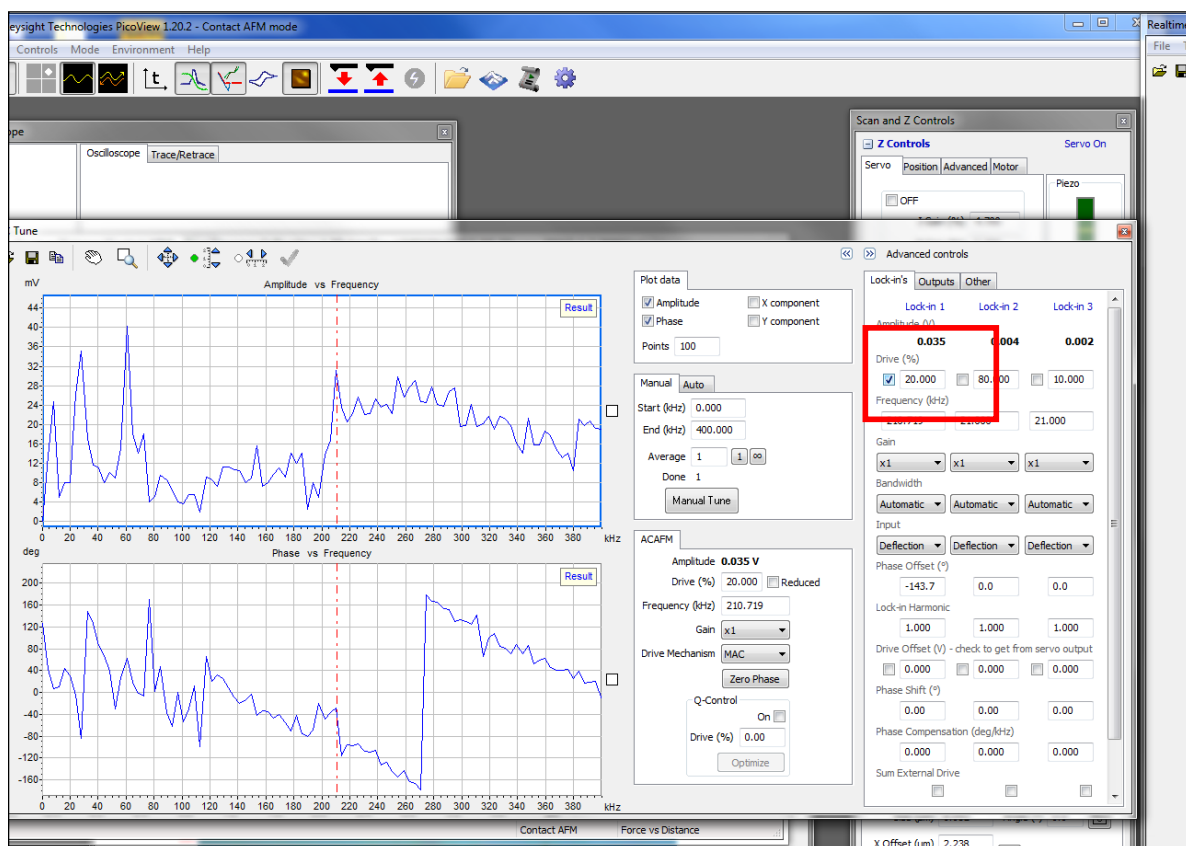 eysight Technologies PicoView 1.20.2 - Contact AFM mode
Realtime
Controls Mode Environment Help
File
Scan and Z Controls
ope
Z Controls Servo On
Oscilloscope Trace/Retrace
Servo Position Advanced Motor
Piezo
OFF
Tune
Advanced controls
mV
Amplitude vs Frequency
Result
44
40
36
32
28
24
20
16
12
8
4
0
0 20 40 60 80 100 120 140 160 180 200 220 240 260 280 300 320 340 360 380 kHz
deg
Phase vs Frequency
Result
200
160
120
80
40
0
-40
-80
-120
-160
0 20 40 60 80 100 120 140 160 180 200 220 240 260 280 300 320 340 360 380 kHz
Plot data
Amplitude X component
Phase Y component
Points 100
Manual Auto
Start (kHz) 0.000
End (kHz) 400.000
Average 1 1 ∞
Done 1
Manual Tune
ACAFM
Amplitude 0.035 V
Drive (%) 20.000 Reduced
Frequency (kHz) 210.719
Gain x1
Drive Mechanism MAC
Zero Phase
Q-Control
On
Drive (%) 0.00
Optimize
Lock-in's Outputs Other
Lock-in 1 Lock-in 2 Lock-in 3
Amplitude (V)
0.035 0.004 0.002
Drive (%)
20.000 80.000 10.000
Frequency (kHz)
210.719 21.000 21.000
Gain
x1 x1 x1
Bandwidth
Automatic Automatic Automatic
Input
Deflection Deflection Deflection
Phase Offset (°)
-143.7 0.0 0.0
Lock-in Harmonic
1.000 1.000 1.000
Drive Offset (V) - check to get from servo output
0.000 0.000 0.000
Phase Shift (°)
0.00 0.00 0.00
Phase Compensation (deg/kHz)
0.000 0.000 0.000
Sum External Drive
Contact AFM Force vs Distance
X Offset (um) 2.238